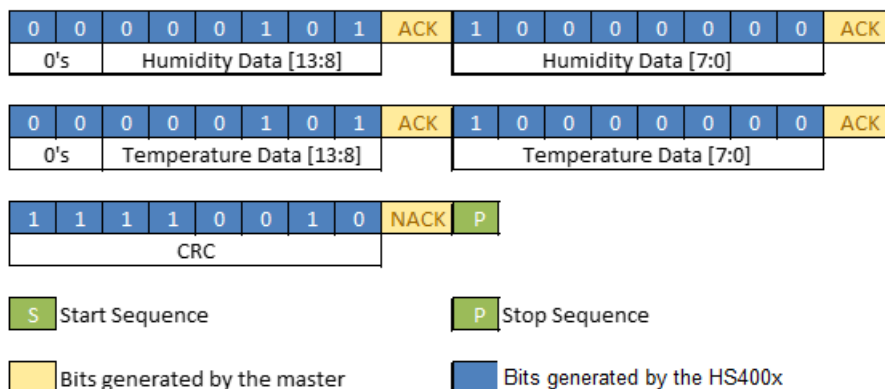 0 0 0 0 0 1 0 1 ACK 1 0 0 0 0 0 0 0 ACK
0's Humidity Data [13:8] Humidity Data [7:0]
0 0 0 0 0 1 0 1 ACK 1 0 0 0 0 0 0 0 ACK
0's Temperature Data [13:8] Temperature Data [7:0]
1 1 1 1 0 0 1 0 NACK P
CRC
S Start Sequence P Stop Sequence
Bits generated by the master Bits generated by the HS400x